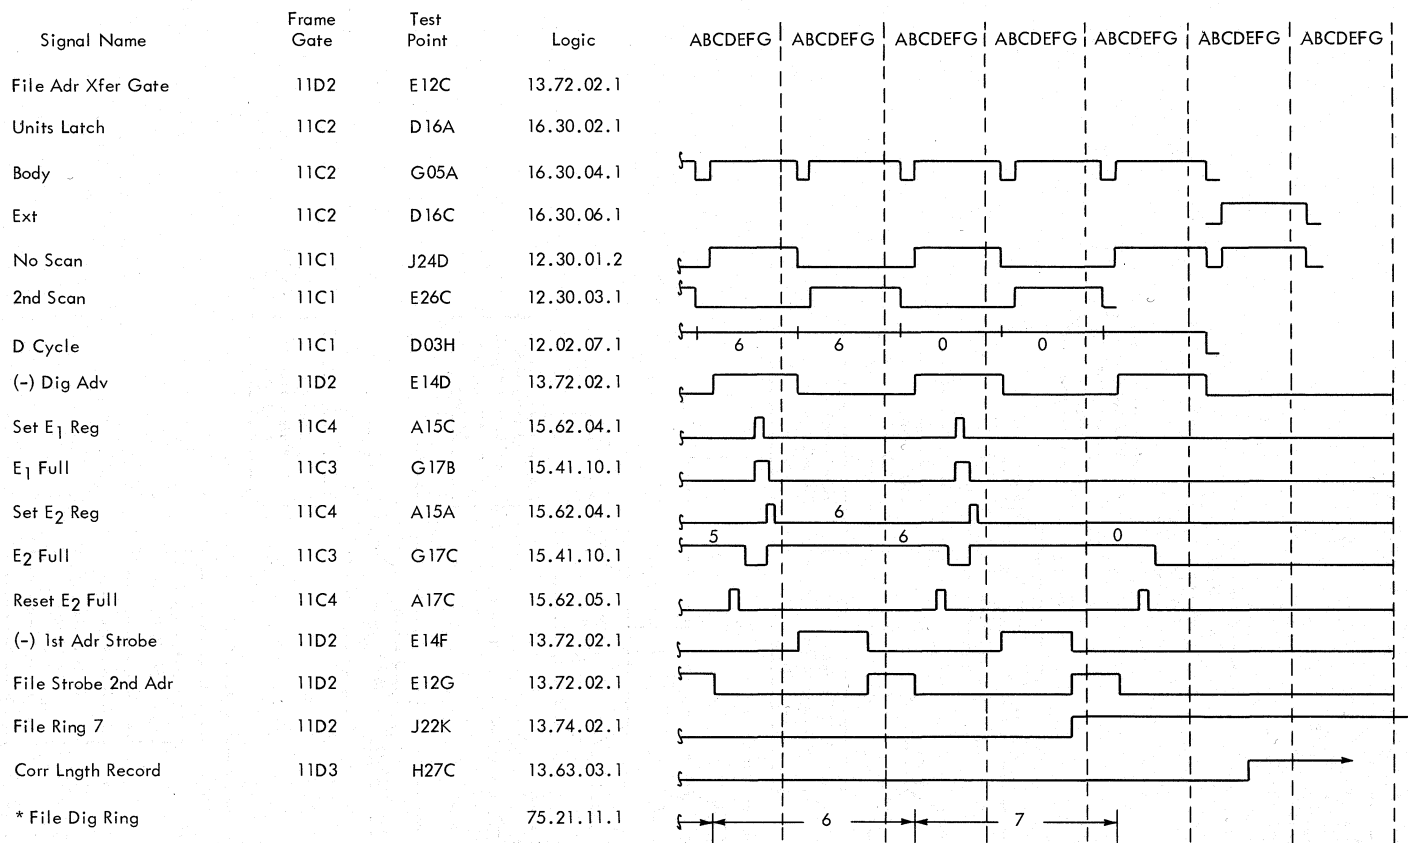 Frame Test
Signal Name Gate Point Logic ABCDEFG ABCDEFG ABCDEFG ABCDEFG ABCDEFG ABCDEFG ABCDEFG
File Adr Xfer Gate 11D2 E12C 13.72.02.1
Units Latch 11C2 D16A 16.30.02.1
Body 11C2 G05A 16.30.04.1
Ext 11C2 D16C 16.30.06.1
No Scan 11C1 J24D 12.30.01.2
2nd Scan 11C1 E26C 12.30.03.1
D Cycle 11C1 D03H 12.02.07.1 6 6 0 0
(-) Dig Adv 11D2 E14D 13.72.02.1
Set E1 Reg 11C4 A15C 15.62.04.1
E1 Full 11C3 G17B 15.41.10.1
Set E2 Reg 11C4 A15A 15.62.04.1 6
5 6 0
E2 Full 11C3 G17C 15.41.10.1
Reset E2 Full 11C4 A17C 15.62.05.1
(-) 1st Adr Strobe 11D2 E14F 13.72.02.1
File Strobe 2nd Adr 11D2 E12G 13.72.02.1
File Ring 7 11D2 J22K 13.74.02.1
Corr Lngth Record 11D3 H27C 13.63.03.1
* File Dig Ring 75.21.11.1 6 7